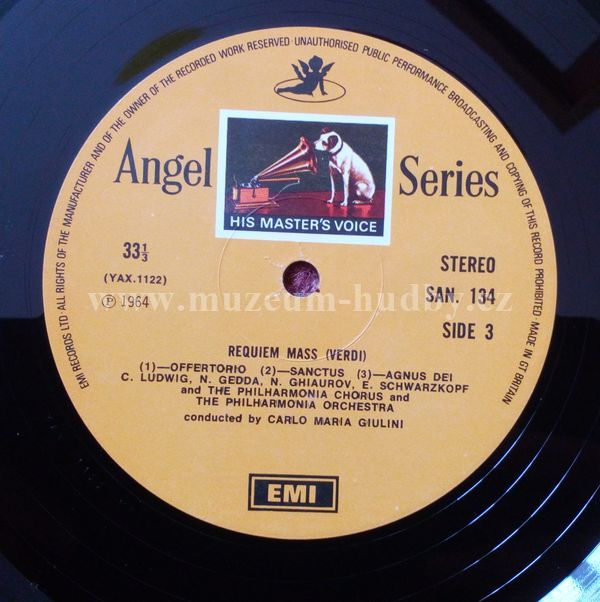 EMI RECORDS LTD · ALL RIGHTS OF THE MANUFACTURER AND OF THE OWNER OF THE RECORDED WORK RESERVED · UNAUTHORISED PUBLIC PERFORMANCE BROADCASTING AND COPYING OF THIS RECORD PROHIBITED · MADE IN GT BRITAIN
Angel Series
HIS MASTER'S VOICE
33⅓
(YAX.1122)
℗ 1964
STEREO
SAN. 134
SIDE 3
www.muzeum-hudby.cz
REQUIEM MASS (VERDI)
(1)—OFFERTORIO (2)—SANCTUS (3)—AGNUS DEI
C. LUDWIG, N. GEDDA, N. GHIAUROV, E. SCHWARZKOPF
and THE PHILHARMONIA CHORUS and
THE PHILHARMONIA ORCHESTRA
conducted by CARLO MARIA GIULINI
EMI